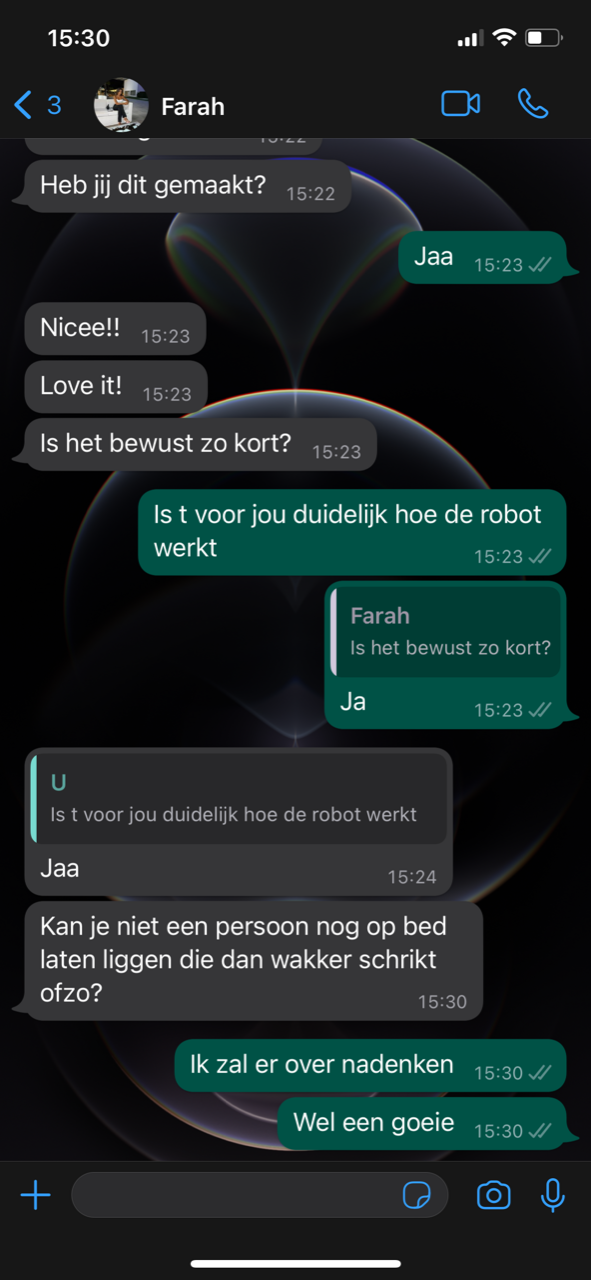 15:30
3
Farah
15:22
Heb jij dit gemaakt? 15:22
Jaa 15:23
Nicee!! 15:23
Love it! 15:23
Is het bewust zo kort? 15:23
Is t voor jou duidelijk hoe de robot
werkt 15:23
Farah
Is het bewust zo kort?
Ja 15:23
U
Is t voor jou duidelijk hoe de robot werkt
Jaa 15:24
Kan je niet een persoon nog op bed
laten liggen die dan wakker schrikt
ofzo? 15:30
Ik zal er over nadenken 15:30
Wel een goeie 15:30